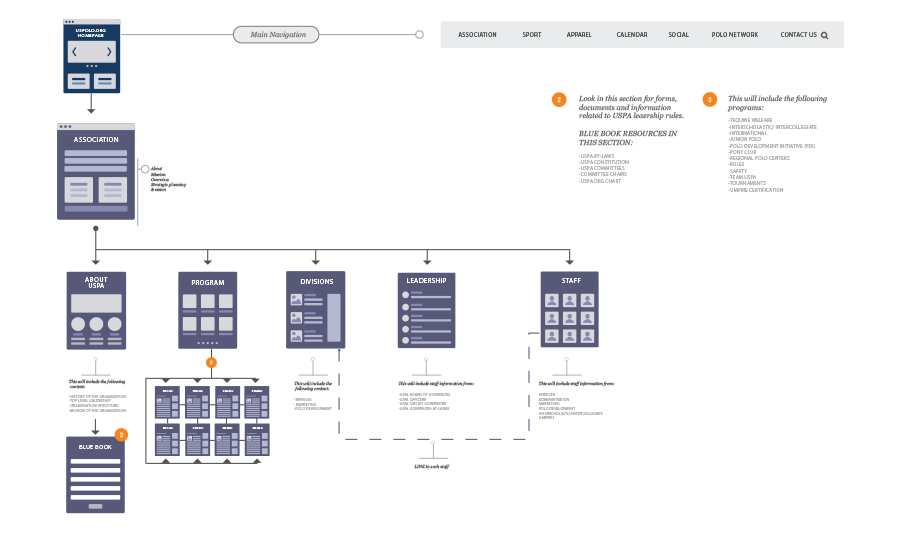 USPOLO.ORG
HOMEPAGE
Main Navigation
ASSOCIATION SPORT APPAREL CALENDAR SOCIAL POLO NETWORK CONTACT US
2
Look in this section for forms,
documents and information
related to USPA leaership rules.
BLUE BOOK RESOURCES IN
THIS SECTION:
-USPA BY-LAWS
-USPA CONSTITUTION
-USPA COMMITTEES
-COMMITTEE CHAIRS
-USPA ORG CHART
3
This will include the following
programs:
-TEQUINE WELFARE
-INTERSCHOLASTIC/ INTERCOLLEGIATE
-INTERNATIONAL
-JUNIOR POLO
-POLO DEVELOPMENT INITIATIVE (PDI)
-PONY CLUB
-REGIONAL POLO CENTERS
-RULES
-SAFETY
-TEAM USPA
-TOURNAMENTS
-UMPIRE CERTIFICATION
ASSOCIATION
About
Mission
Overview
Strategic planning
& vision
ABOUT
USPA
PROGRAM
DIVISIONS
LEADERSHIP
STAFF
This will include the following
content:
-HISTORY OF THE ORGANIZATION
-TOP LEVEL LEADERSHIP
-ORGANIZATION STRUCTURE
-MISSION OF THE ORGANIZATION
This will include the
following contact:
-SERVICES
-MARKETING
-POLO DEVELOPMENT
This will include staff information from:
-USPA BOARD OF GOVERNORS
-USPA OFFICERS
-USPA CIRCUIT GOVERNORS
-USPA GOVERNORS-AT-LARGE
This will include staff information from:
SERVICES
ADMINISTRATION
MARKETING
POLO DEVELOPMENT
INTERSCHOLASTIC/INTERCOLLEGIATE
UMPIRES
2
BLUE BOOK
LINK to each staff